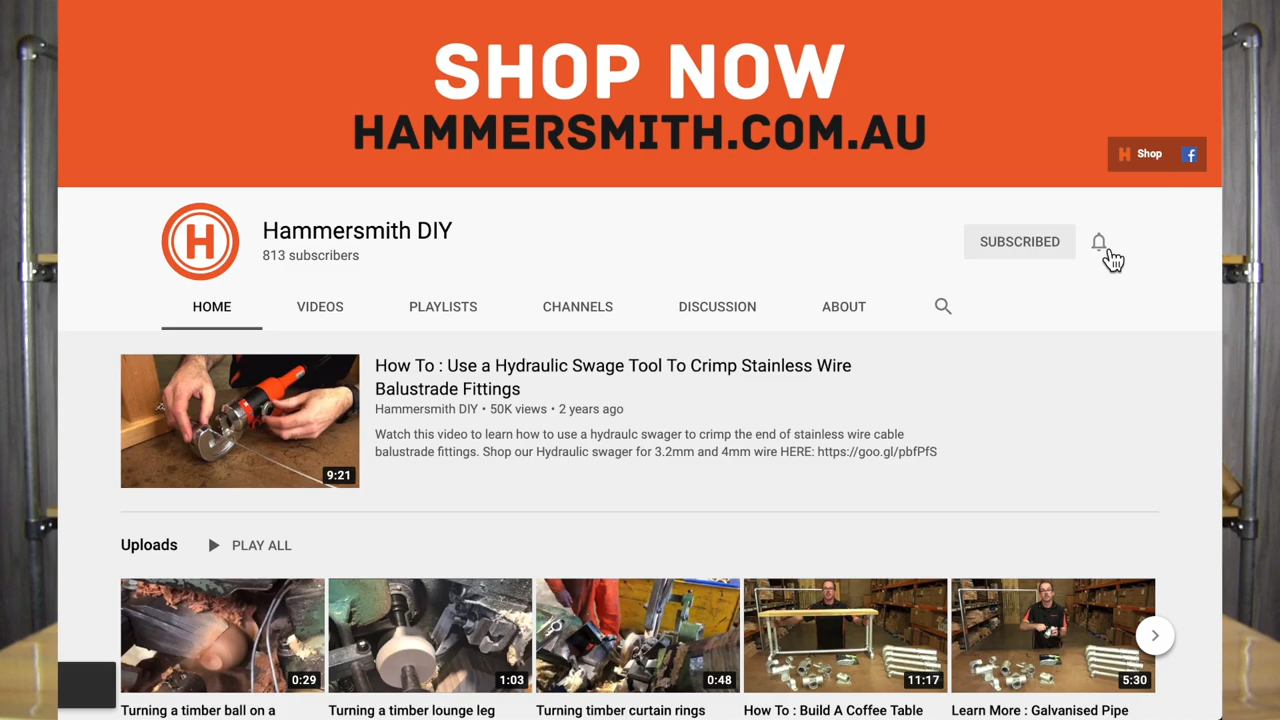 SHOP NOW
HAMMERSMITH.COM.AU
H Shop f
H
Hammersmith DIY
813 subscribers
SUBSCRIBED
HOME VIDEOS PLAYLISTS CHANNELS DISCUSSION ABOUT
How To : Use a Hydraulic Swage Tool To Crimp Stainless Wire
Balustrade Fittings
Hammersmith DIY • 50K views • 2 years ago
Watch this video to learn how to use a hydraulc swager to crimp the end of stainless wire cable
balustrade fittings. Shop our Hydraulic swager for 3.2mm and 4mm wire HERE: https://goo.gl/pbfPfS
9:21
Uploads PLAY ALL
0:29 1:03 0:48 11:17 5:30
Turning a timber ball on a Turning a timber lounge leg Turning timber curtain rings How To : Build A Coffee Table Learn More : Galvanised Pipe